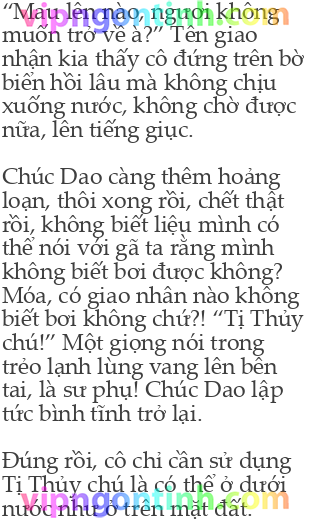 “Mau lên nào, ngươi không
muốn trở về à?” Tên giao
nhận kia thấy cô đứng trên bờ
biển hồi lâu mà không chịu
xuống nước, không chờ được
nữa, lên tiếng giục.
Chúc Dao càng thêm hoảng
loạn, thôi xong rồi, chết thật
rồi, không biết liệu mình có
thể nói với gã ta rằng mình
không biết bơi được không?
Móa, có giao nhân nào không
biết bơi không chứ?! “Tị Thủy
chú!” Một giọng nói trong
trẻo lạnh lùng vang lên bên
tai, là sư phụ! Chúc Dao lập
tức bình tĩnh trở lại.
Đúng rồi, cô chỉ cần sử dụng
Tị Thủy chú là có thể ở dưới
nước như ở trên mặt đất.
vipngontinh.com
vipngontinh.com